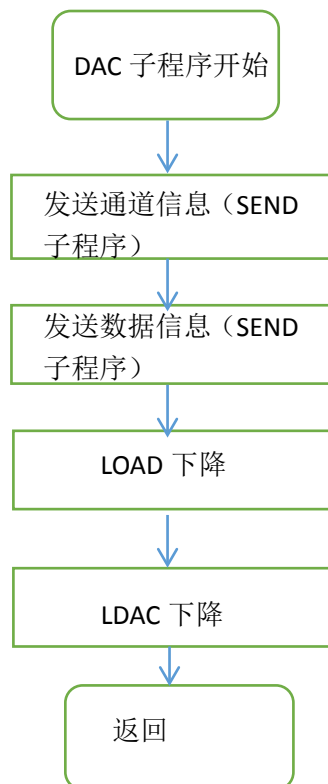 DAC 子程序开始
发送通道信息（SEND
子程序）
发送数据信息（SEND
子程序）
LOAD 下降
LDAC 下降
返回